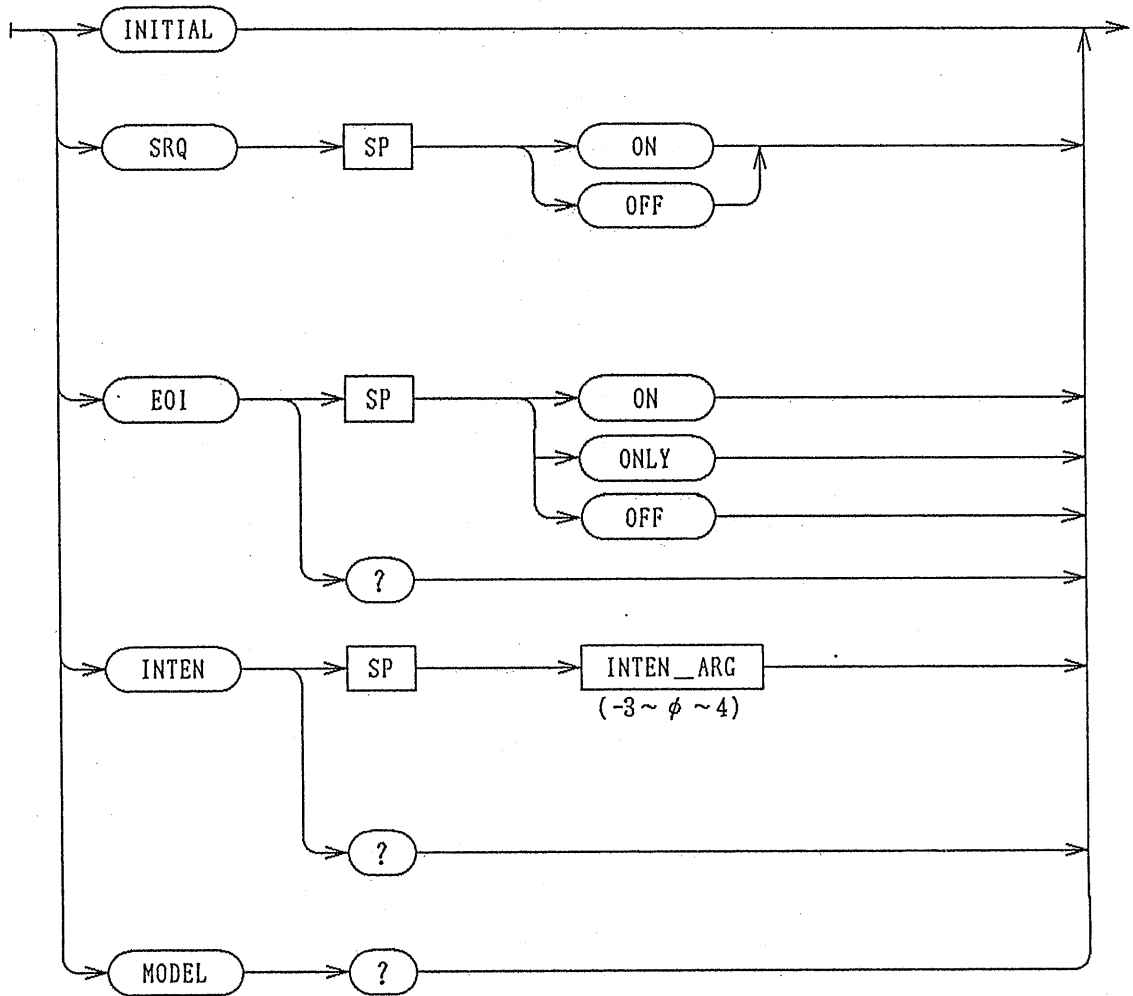 INITIAL
SRQ SP ON
OFF
EOI SP ON
ONLY
OFF
?
INTEN SP INTEN_ARG
(-3~ φ ~4)
?
MODEL ?